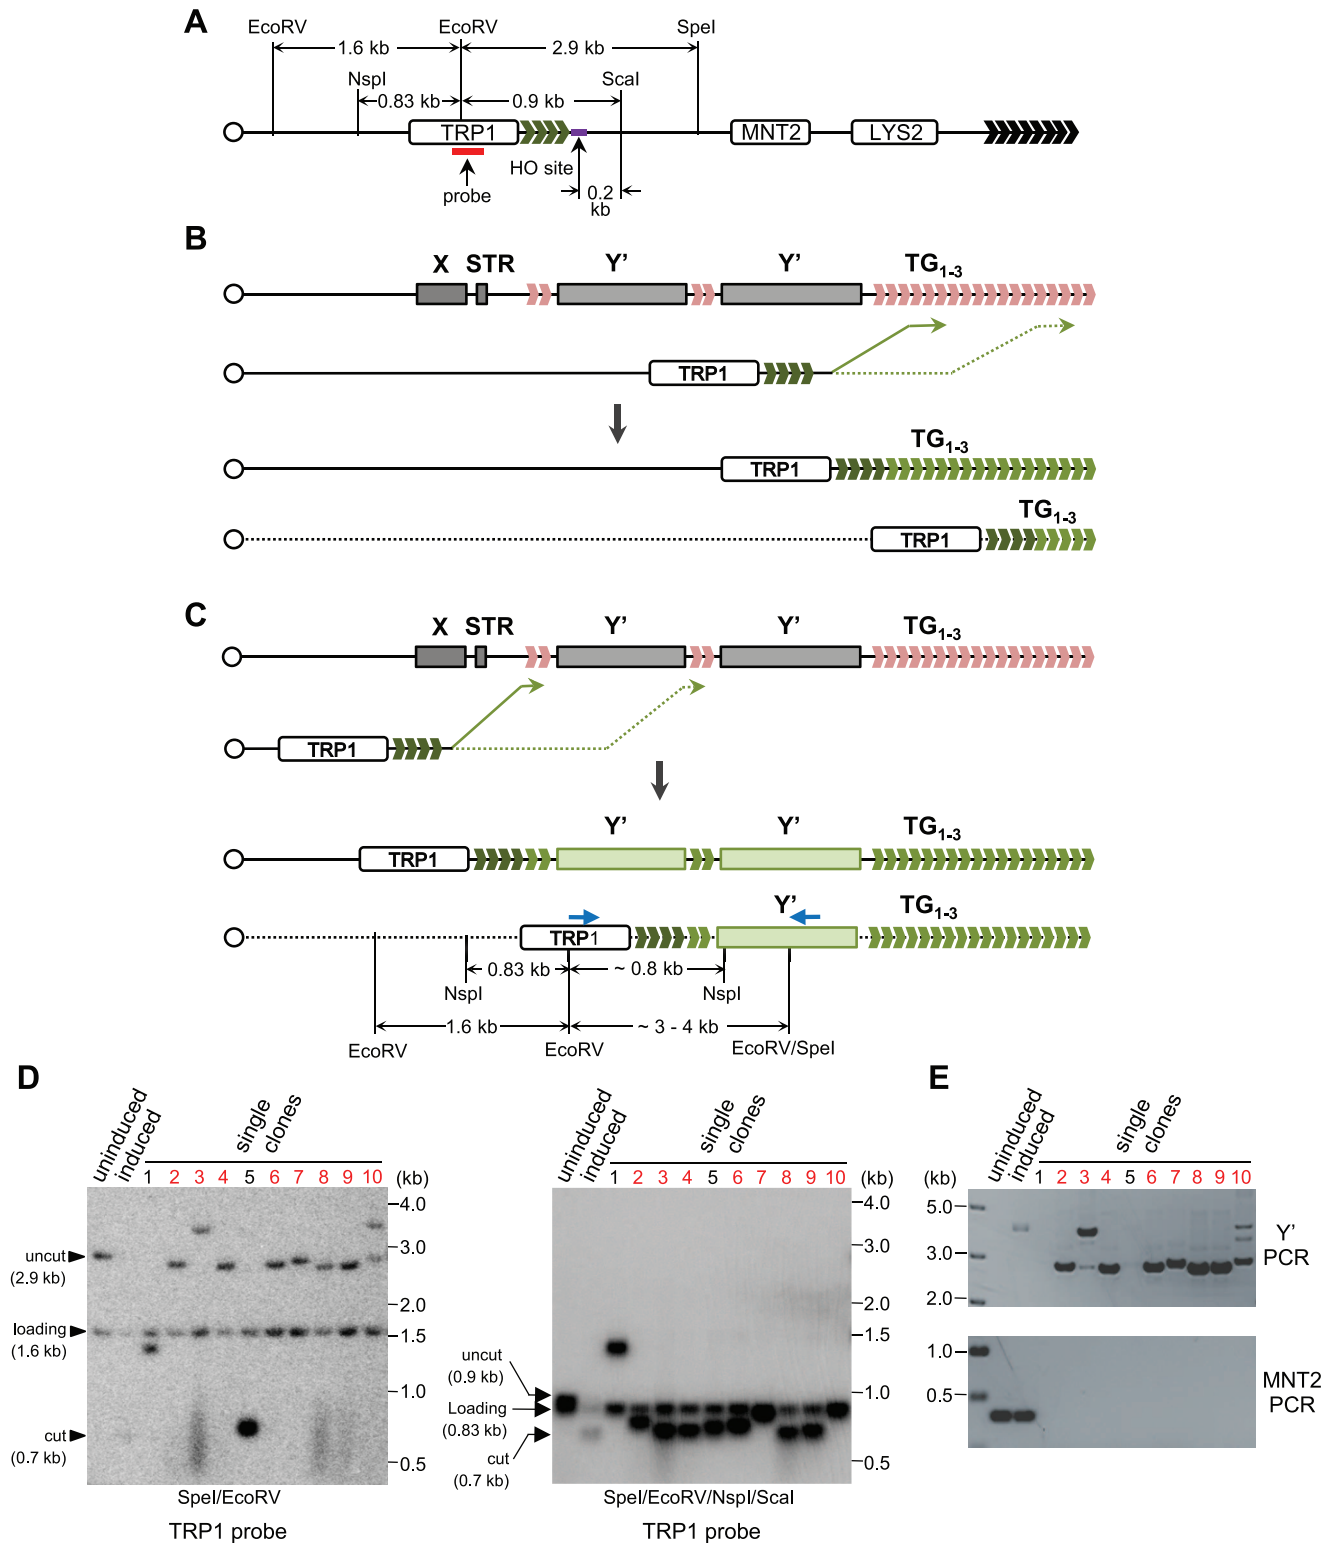 A
EcoRV EcoRV SpeI
1.6 kb 2.9 kb
NspI ScaI
0.83 kb 0.9 kb
TRP1 MNT2 LYS2
HO site
probe
0.2
kb
B
X STR Y' Y' TG1-3
TRP1
TG1-3
TRP1
TG1-3
TRP1
C
X STR Y' Y' TG1-3
TRP1
Y' Y' TG1-3
TRP1
Y' TG1-3
TRP1
0.83 kb ~ 0.8 kb
NspI NspI
1.6 kb ~ 3 - 4 kb
EcoRV EcoRV EcoRV/SpeI
D
uninduced
induced
single
clones
1 2 3 4 5 6 7 8 9 10 (kb)
4.0
uncut
(2.9 kb)
3.0
2.0
loading
(1.6 kb)
1.5
1.0
cut
(0.7 kb)
0.5
SpeI/EcoRV
TRP1 probe
uninduced
induced
single
clones
1 2 3 4 5 6 7 8 9 10 (kb)
4.0
3.0
2.0
1.5
uncut
(0.9 kb)
1.0
Loading
(0.83 kb)
cut
(0.7 kb)
0.5
SpeI/EcoRV/NspI/ScaI
TRP1 probe
E
uninduced
induced
single
clones
(kb) 1 2 3 4 5 6 7 8 9 10
5.0
3.0
2.0
Y'
PCR
1.0
0.5
MNT2
PCR